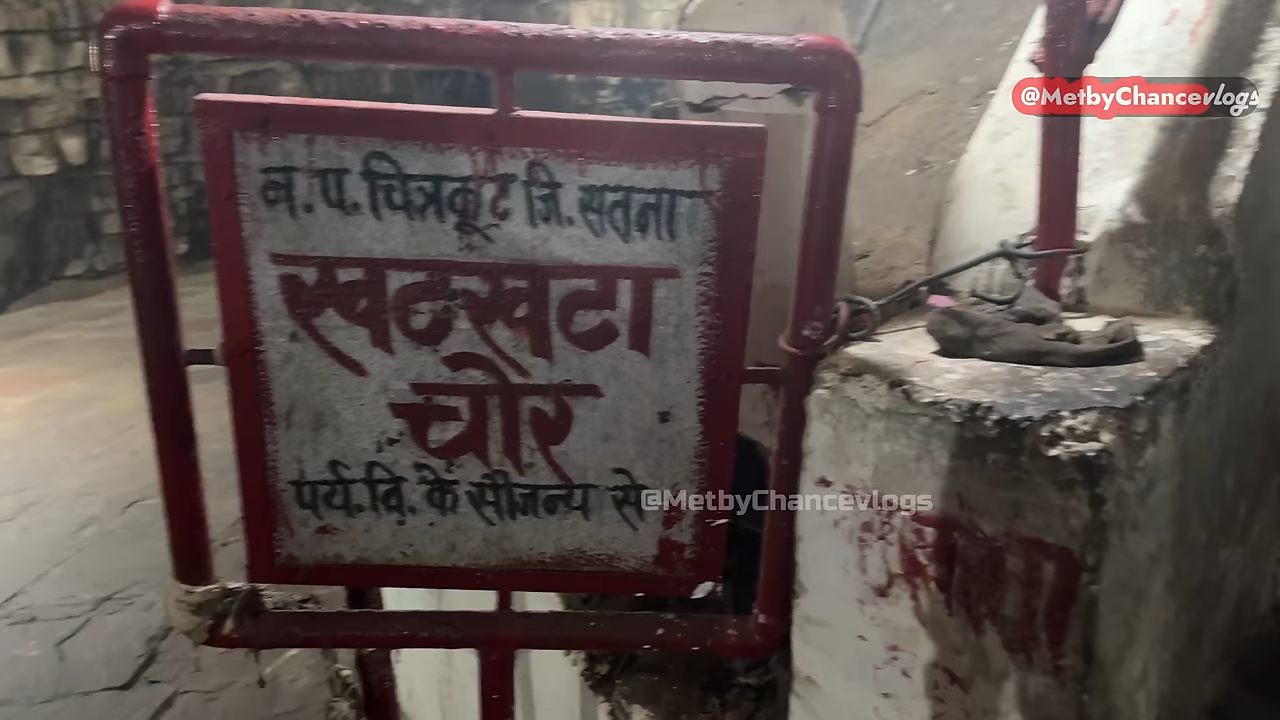 @MetbyChancevlogs
न. प. चित्रकूट जि. सतना
खटखटा
चोर
पर्य. वि. के सौजन्य से
@MetbyChancevlogs